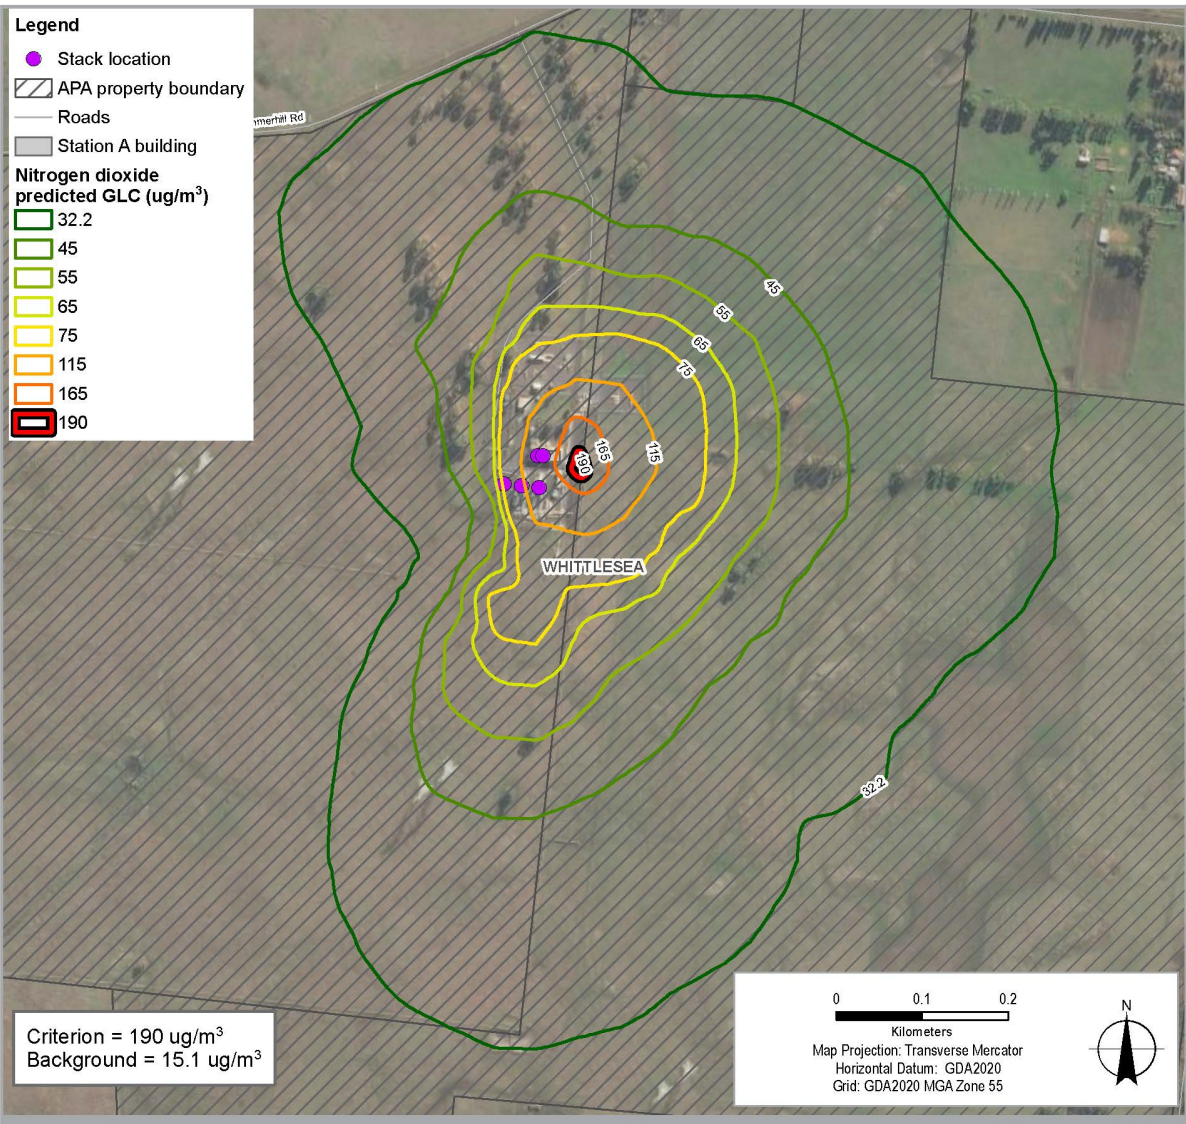 Legend
Stack location
APA property boundary
Roads
Station A building
Nitrogen dioxide
predicted GLC (ug/m³)
32.2
45
55
65
75
115
165
190
merhill Rd
45
55
65
75
115
165
190
WHITTLESEA
32.2
Criterion = 190 ug/m³
Background = 15.1 ug/m³
0 0.1 0.2
Kilometers
Map Projection: Transverse Mercator
Horizontal Datum: GDA2020
Grid: GDA2020 MGA Zone 55
N